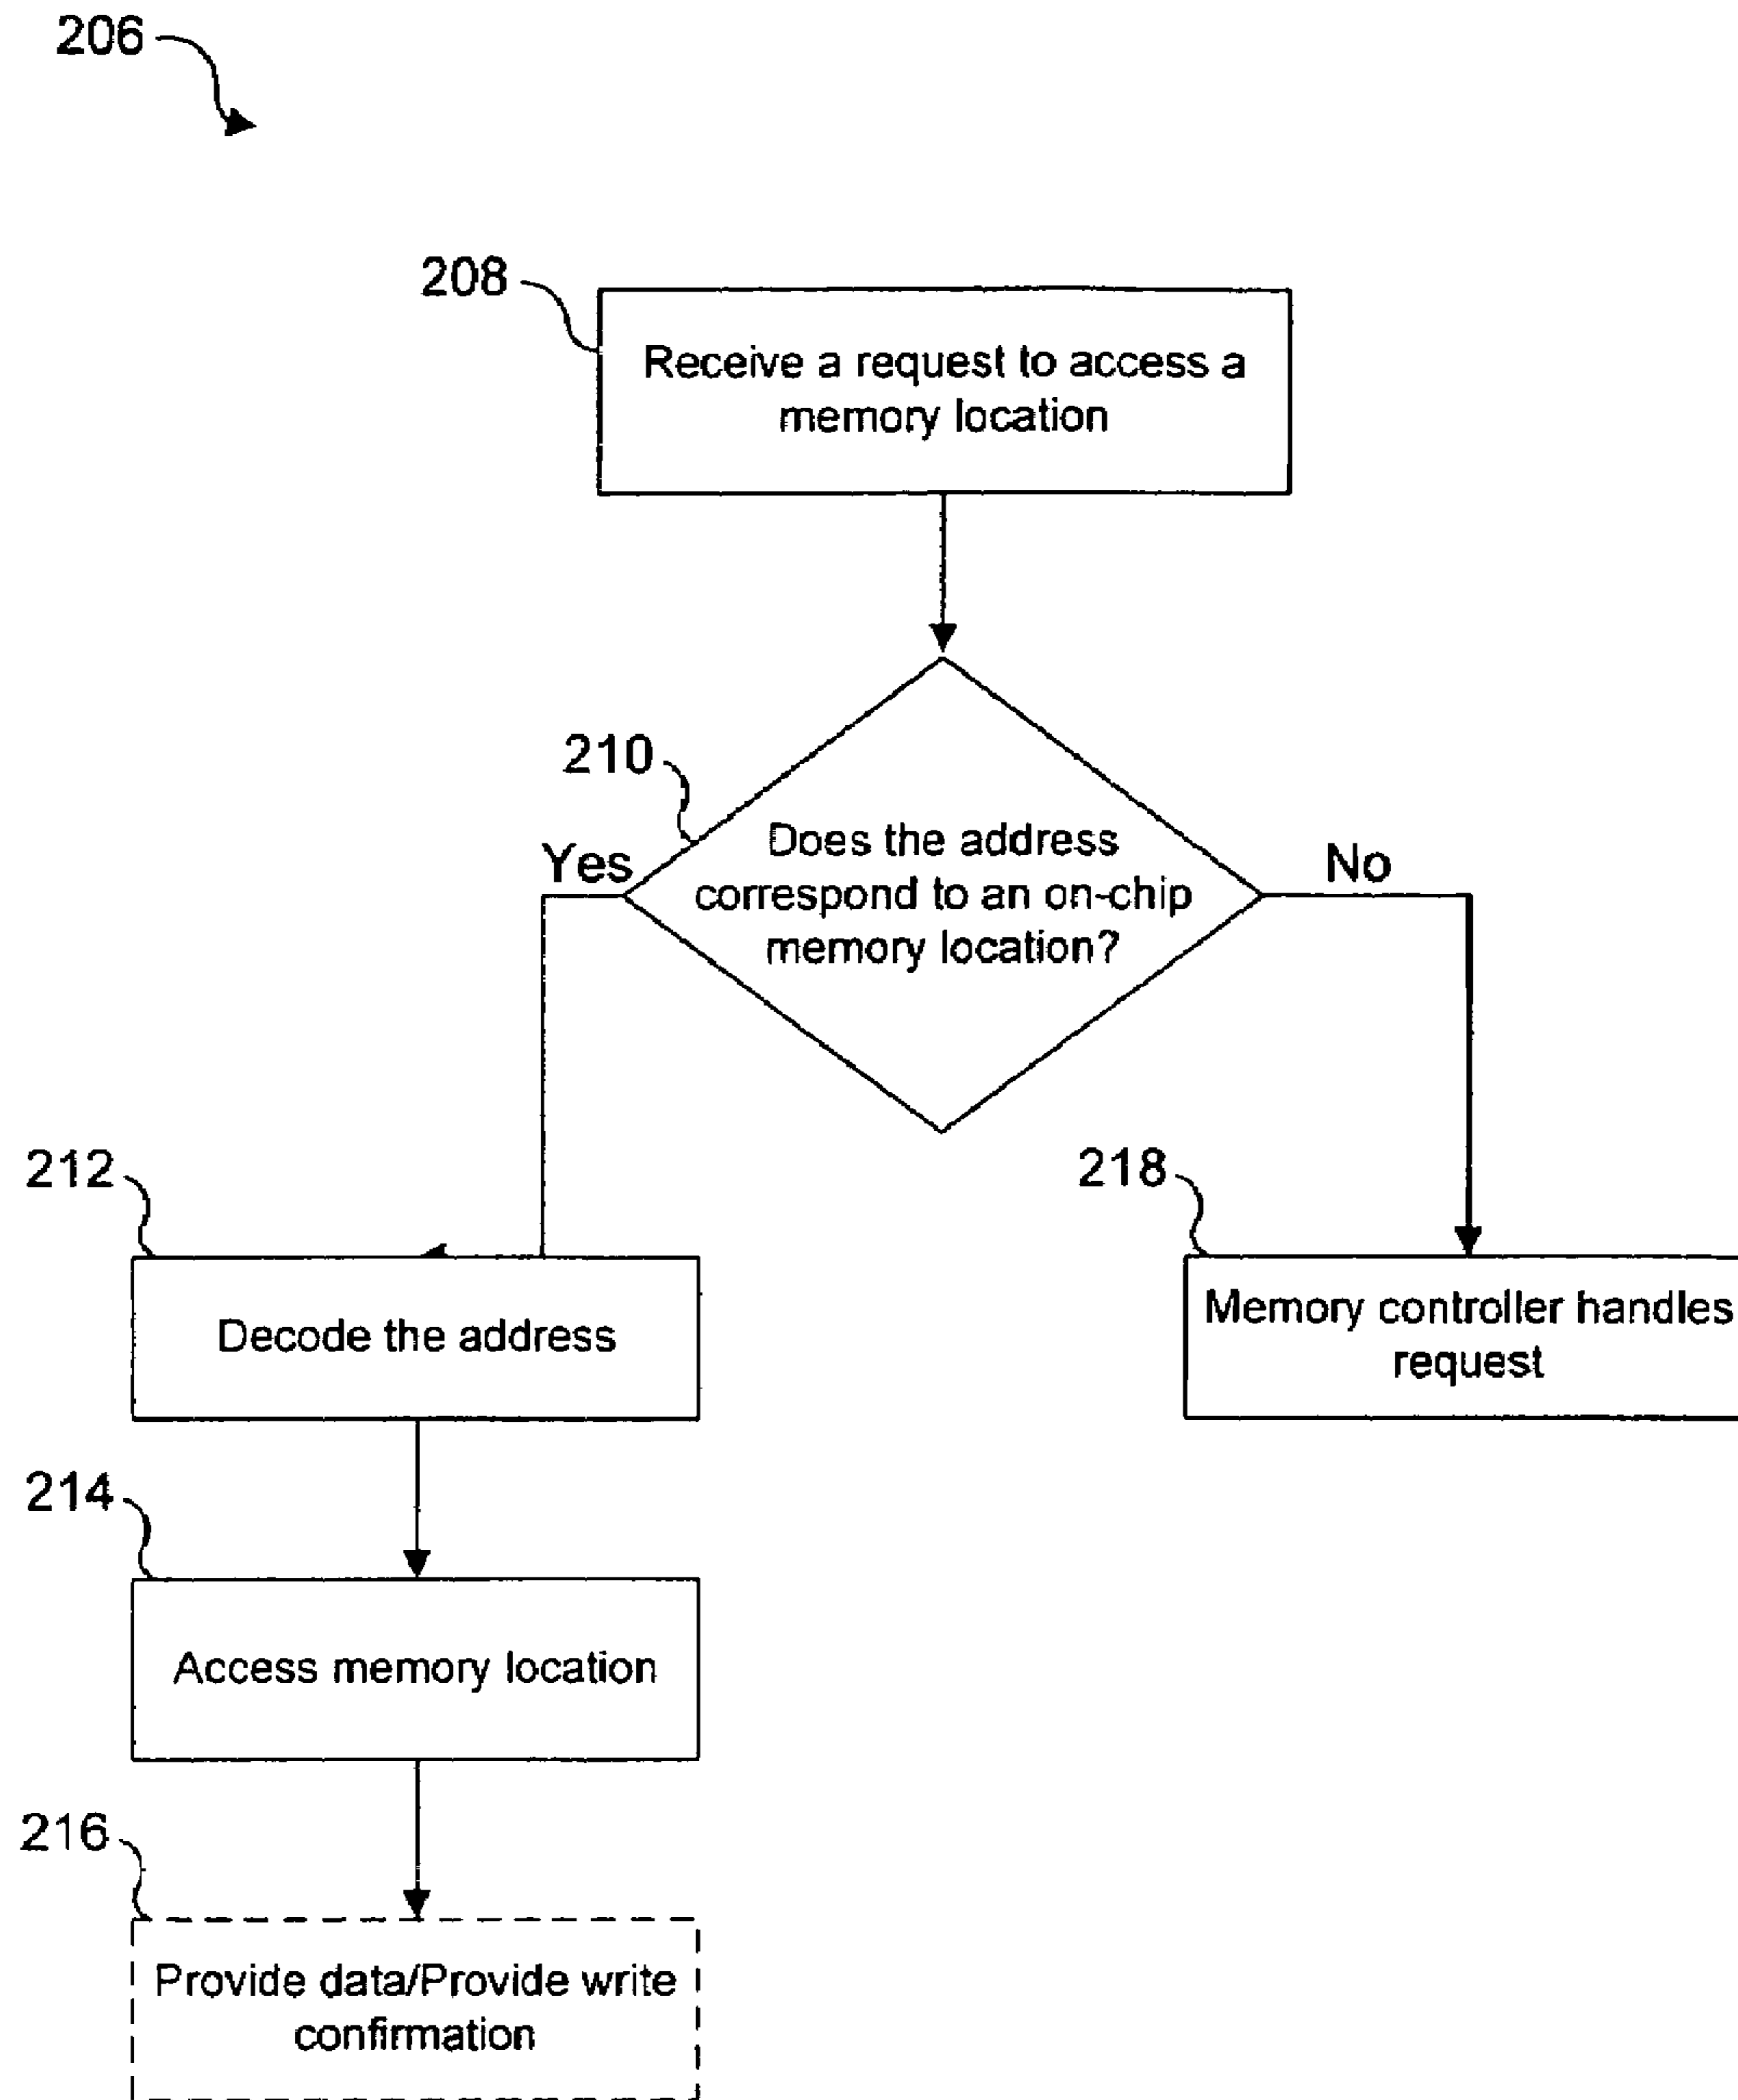 206
208
Receive a request to access a
memory location
210
Does the address
correspond to an on-chip
memory location?
Yes
No
212
Decode the address
218
Memory controller handles
request
214
Access memory location
216
Provide data/Provide write
confirmation